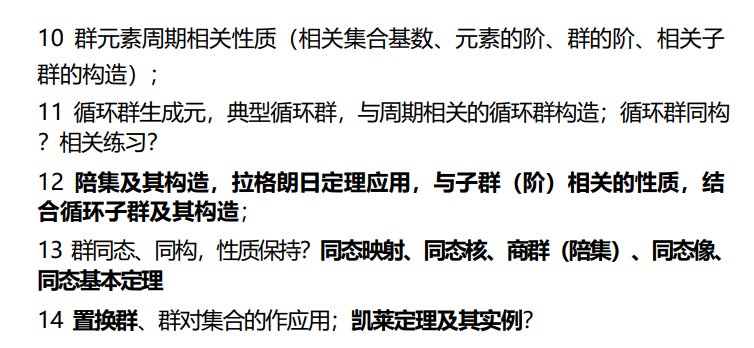 10 群元素周期相关性质（相关集合基数、元素的阶、群的阶、相关子
群的构造）;
11 循环群生成元，典型循环群，与周期相关的循环群构造；循环群同构
？相关练习？
12 陪集及其构造，拉格朗日定理应用，与子群（阶）相关的性质，结
合循环子群及其构造；
13 群同态、同构，性质保持？同态映射、同态核、商群（陪集）、同态像、
同态基本定理
14 置换群、群对集合的作应用；凯莱定理及其实例？